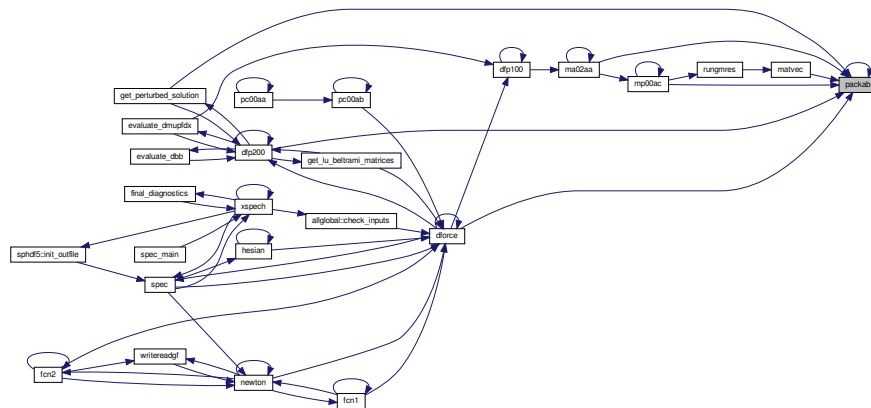 dfp100
ma02aa
rungmres
matvec
mp00ac
packab
get_perturbed_solution
pc00aa
pc00ab
evaluate_dmupfdx
evaluate_dbb
dfp200
get_lu_beltrami_matrices
final_diagnostics
xspech
allglobal::check_inputs
dforce
sphdf5::init_outfile
spec_main
hesian
spec
writereadgf
fcn2
newton
fcn1